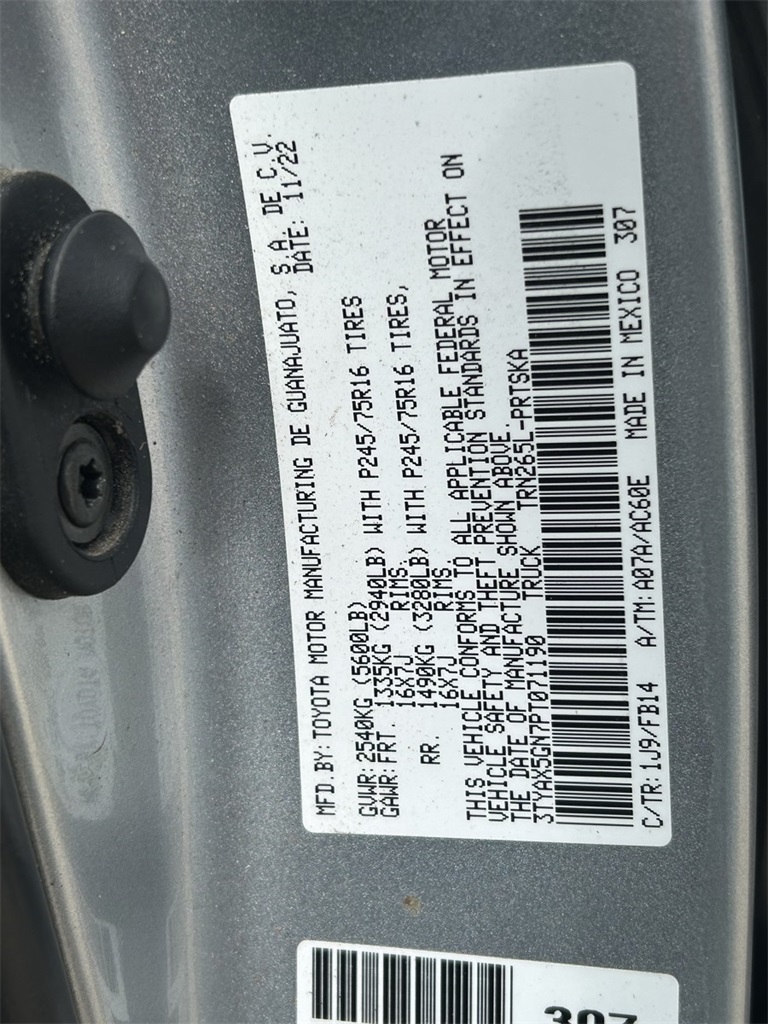 MFD.BY:TOYOTA MOTOR MANUFACTURING DE GUANAJUATO, S.A. DE C.V.
DATE: 11/22
GVWR:2540KG (5600LB)
GAWR:FRT. 1335KG (2940LB) WITH P245/75R16 TIRES
16X7J RIMS.
RR. 1490KG (3280LB) WITH P245/75R16 TIRES,
16X7J RIMS
THIS VEHICLE CONFORMS TO ALL APPLICABLE FEDERAL MOTOR
VEHICLE SAFETY AND THEFT PREVENTION STANDARDS IN EFFECT ON
THE DATE OF MANUFACTURE SHOWN ABOVE.
3TYAX5GN7PT071190 TRUCK TRN265L-PRTSKA
C/TR:1J9/FB14 A/TM:A07A/AC60E MADE IN MEXICO 307
307